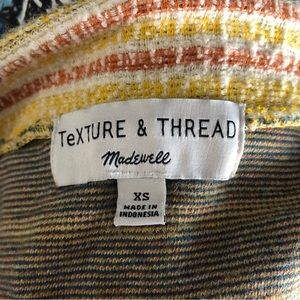 TeXTURE & THREAD
Madewell
XS
MADE IN
INDONESIA